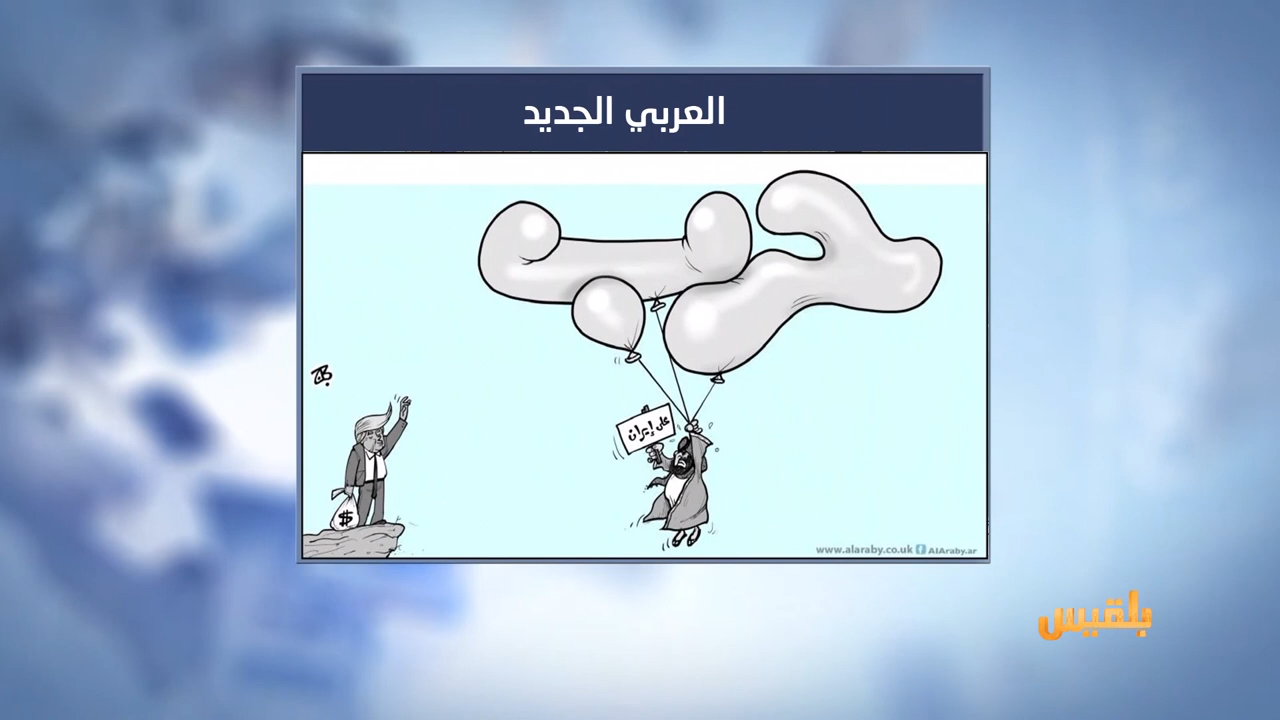 العربي الجديد
حرب
على إيران
www.alaraby.co.uk AlAraby.ar
بلقيس